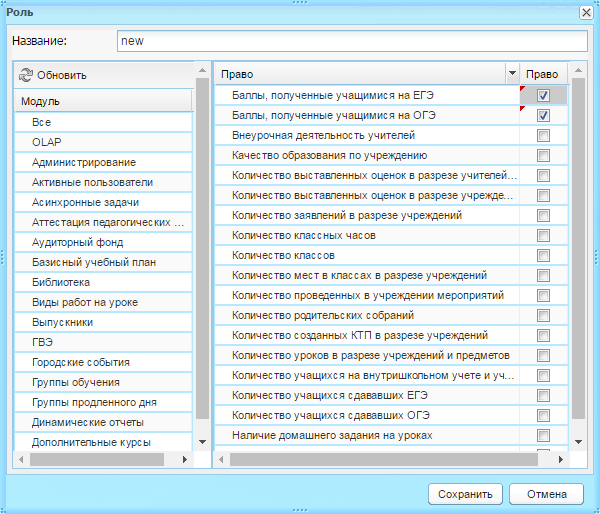 Роль
Название:
new
Обновить
Модуль
Все
OLAP
Администрирование
Активные пользователи
Асинхронные задачи
Аттестация педагогических ...
Аудиторный фонд
Базисный учебный план
Библиотека
Виды работ на уроке
Выпускники
ГВЭ
Городские события
Группы обучения
Группы продленного дня
Динамические отчеты
Дополнительные курсы
Право Право
Баллы, полученные учащимися на ЕГЭ
Баллы, полученные учащимися на ОГЭ
Внеурочная деятельность учителей
Качество образования по учреждению
Количество выставленных оценок в разрезе учителей...
Количество выставленных оценок в разрезе учрежде...
Количество заявлений в разрезе учреждений
Количество классных часов
Количество классов
Количество мест в классах в разрезе учреждений
Количество проведенных в учреждении мероприятий
Количество родительских собраний
Количество созданных КТП в разрезе учреждений
Количество уроков в разрезе учреждений и предметов
Количество учащихся на внутришкольном учете и уч...
Количество учащихся сдававших ЕГЭ
Количество учащихся сдававших ОГЭ
Наличие домашнего задания на уроках
Сохранить Отмена